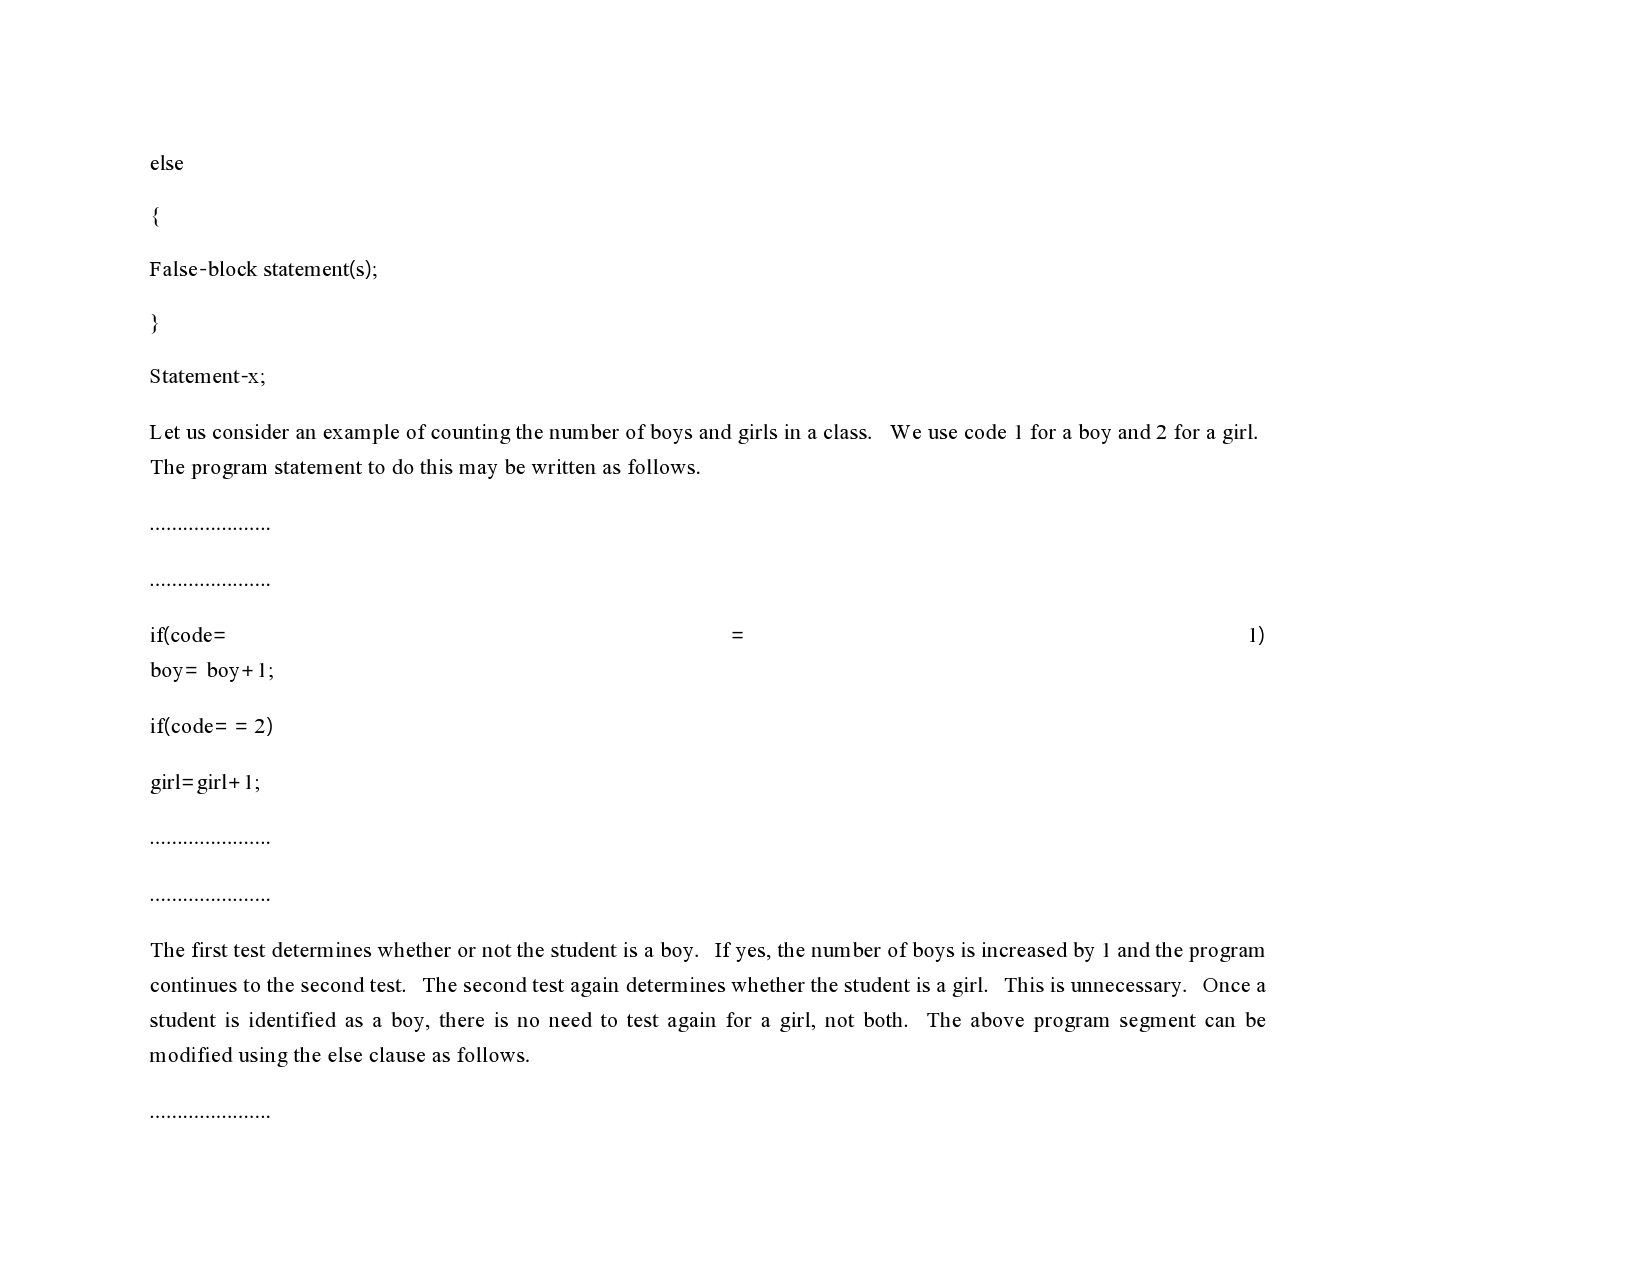 else
{
False-block statement(s);
}
Statement-x;
Let us consider an example of counting the number of boys and girls in a class. We use code 1 for a boy and 2 for a girl.
The program statement to do this may be written as follows.
......................
......................
if(code= = 1)
boy= boy+1;
if(code= = 2)
girl=girl+1;
......................
......................
The first test determines whether or not the student is a boy. If yes, the number of boys is increased by 1 and the program
continues to the second test. The second test again determines whether the student is a girl. This is unnecessary. Once a
student is identified as a boy, there is no need to test again for a girl, not both. The above program segment can be
modified using the else clause as follows.
......................